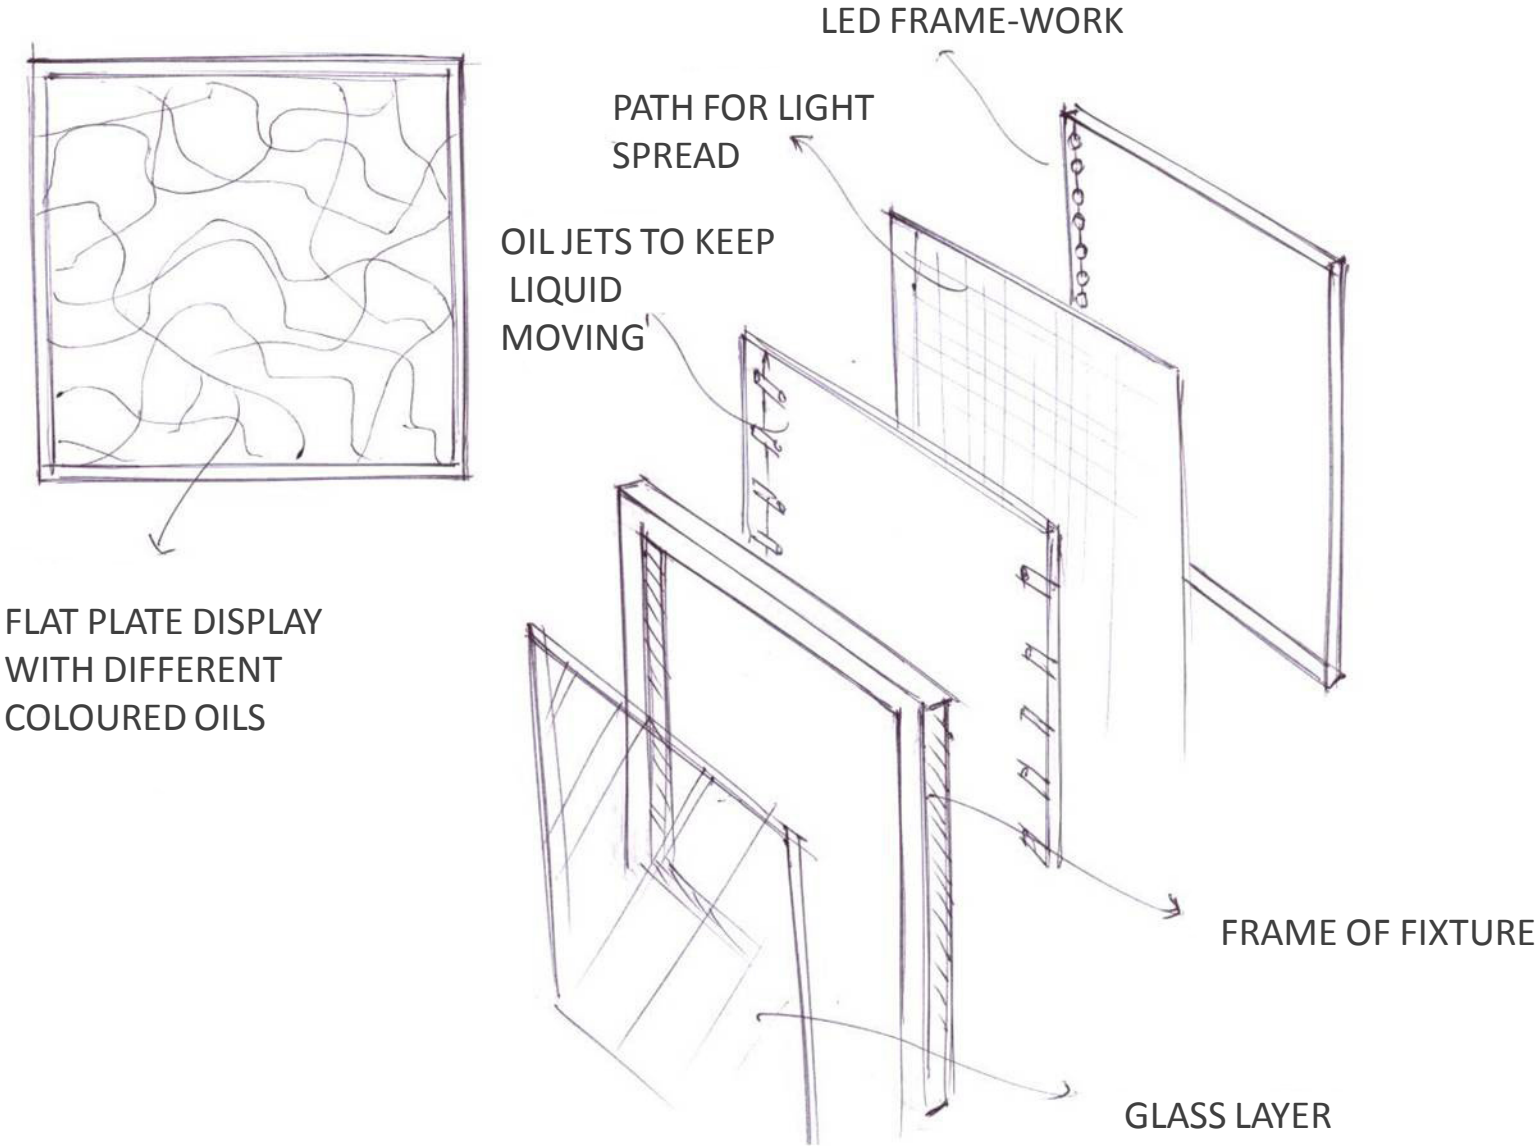 LED FRAME-WORK
PATH FOR LIGHT
SPREAD
OIL JETS TO KEEP
LIQUID
MOVING
FLAT PLATE DISPLAY
WITH DIFFERENT
COLOURED OILS
FRAME OF FIXTURE
GLASS LAYER